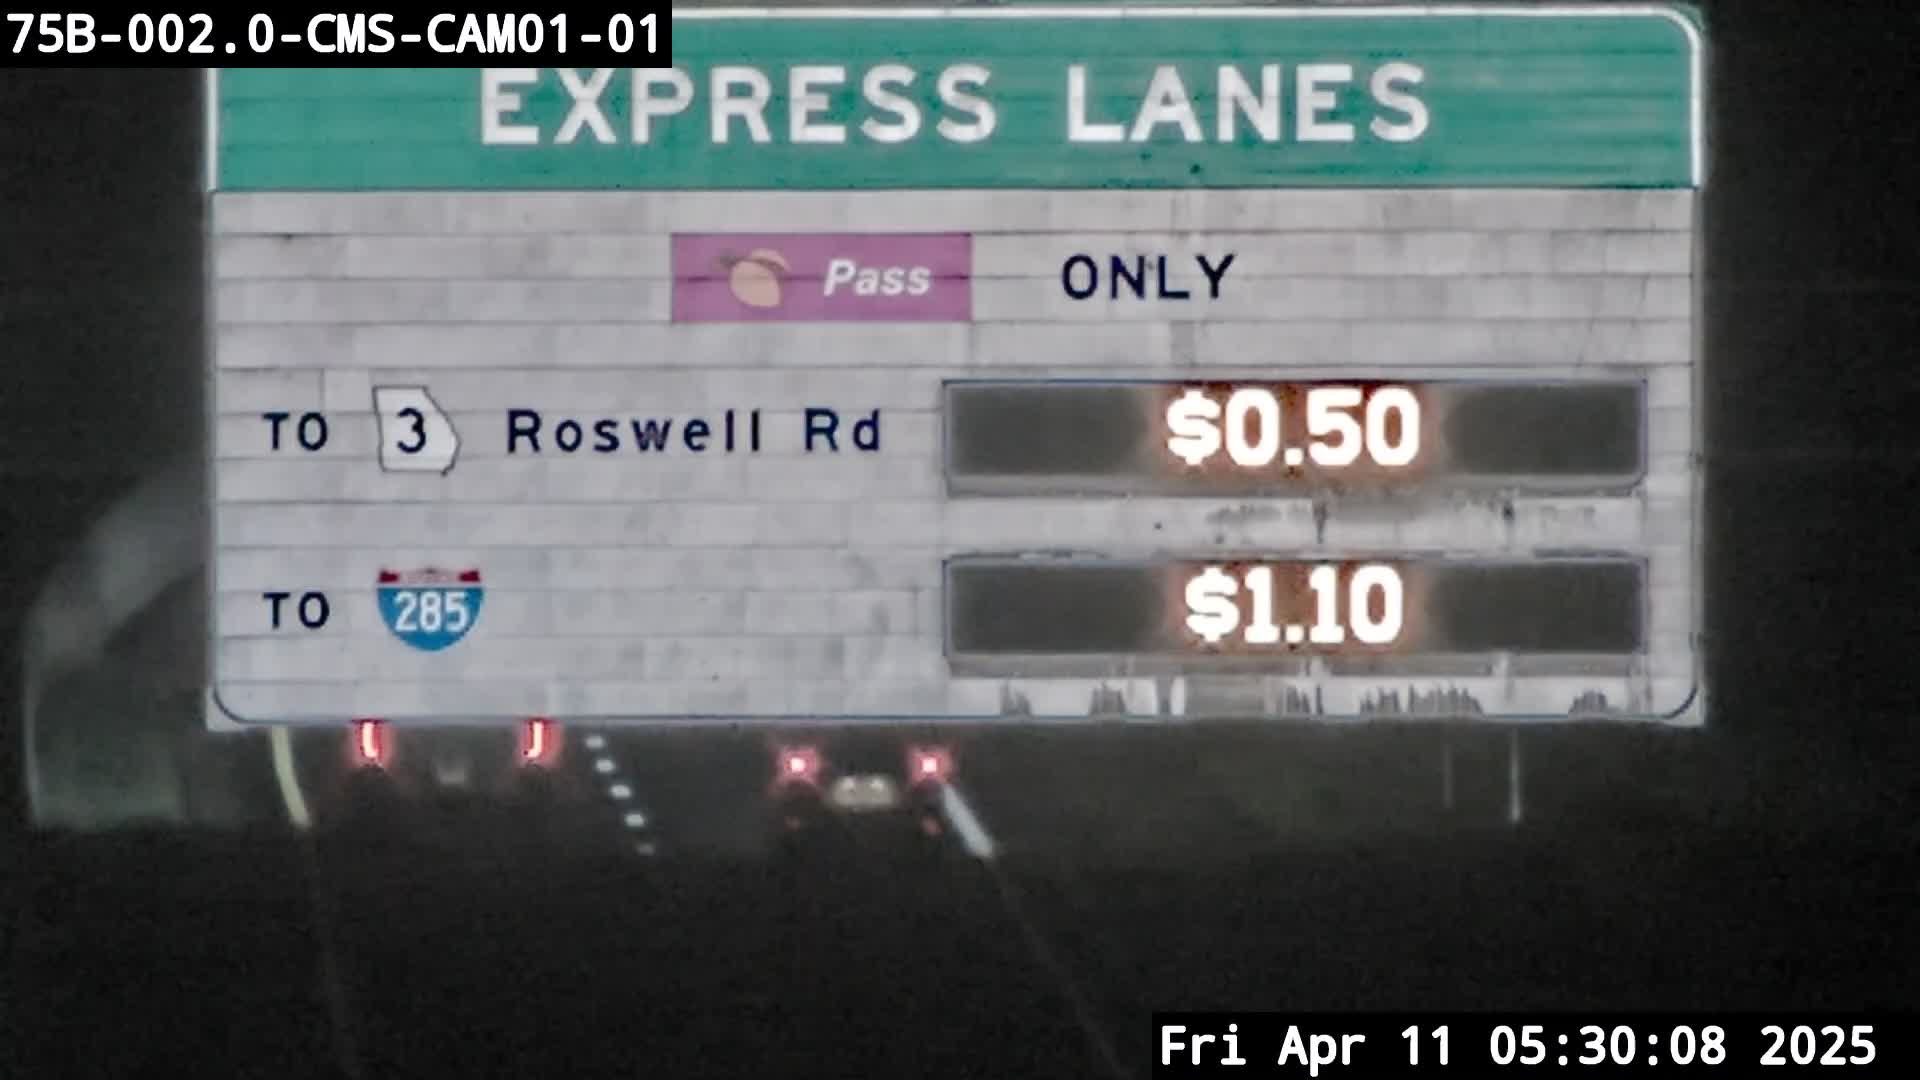 75B-002.0-CMS-CAM01-01
EXPRESS LANES
Pass ONLY
TO 3 Roswell Rd $0.50
TO 285 $1.10
Fri Apr 11 05:30:08 2025